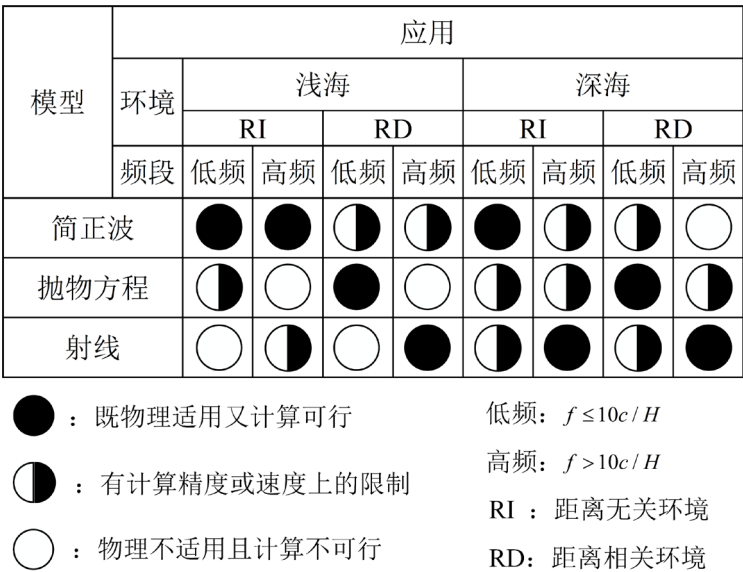 应用
模型
环境
浅海 深海
RI RD RI RD
频段 低频 高频 低频 高频 低频 高频 低频 高频
简正波
抛物方程
射线
：既物理适用又计算可行
：有计算精度或速度上的限制
：物理不适用且计算不可行
低频：f ≤10c / H
高频：f >10c / H
RI ：距离无关环境
RD：距离相关环境